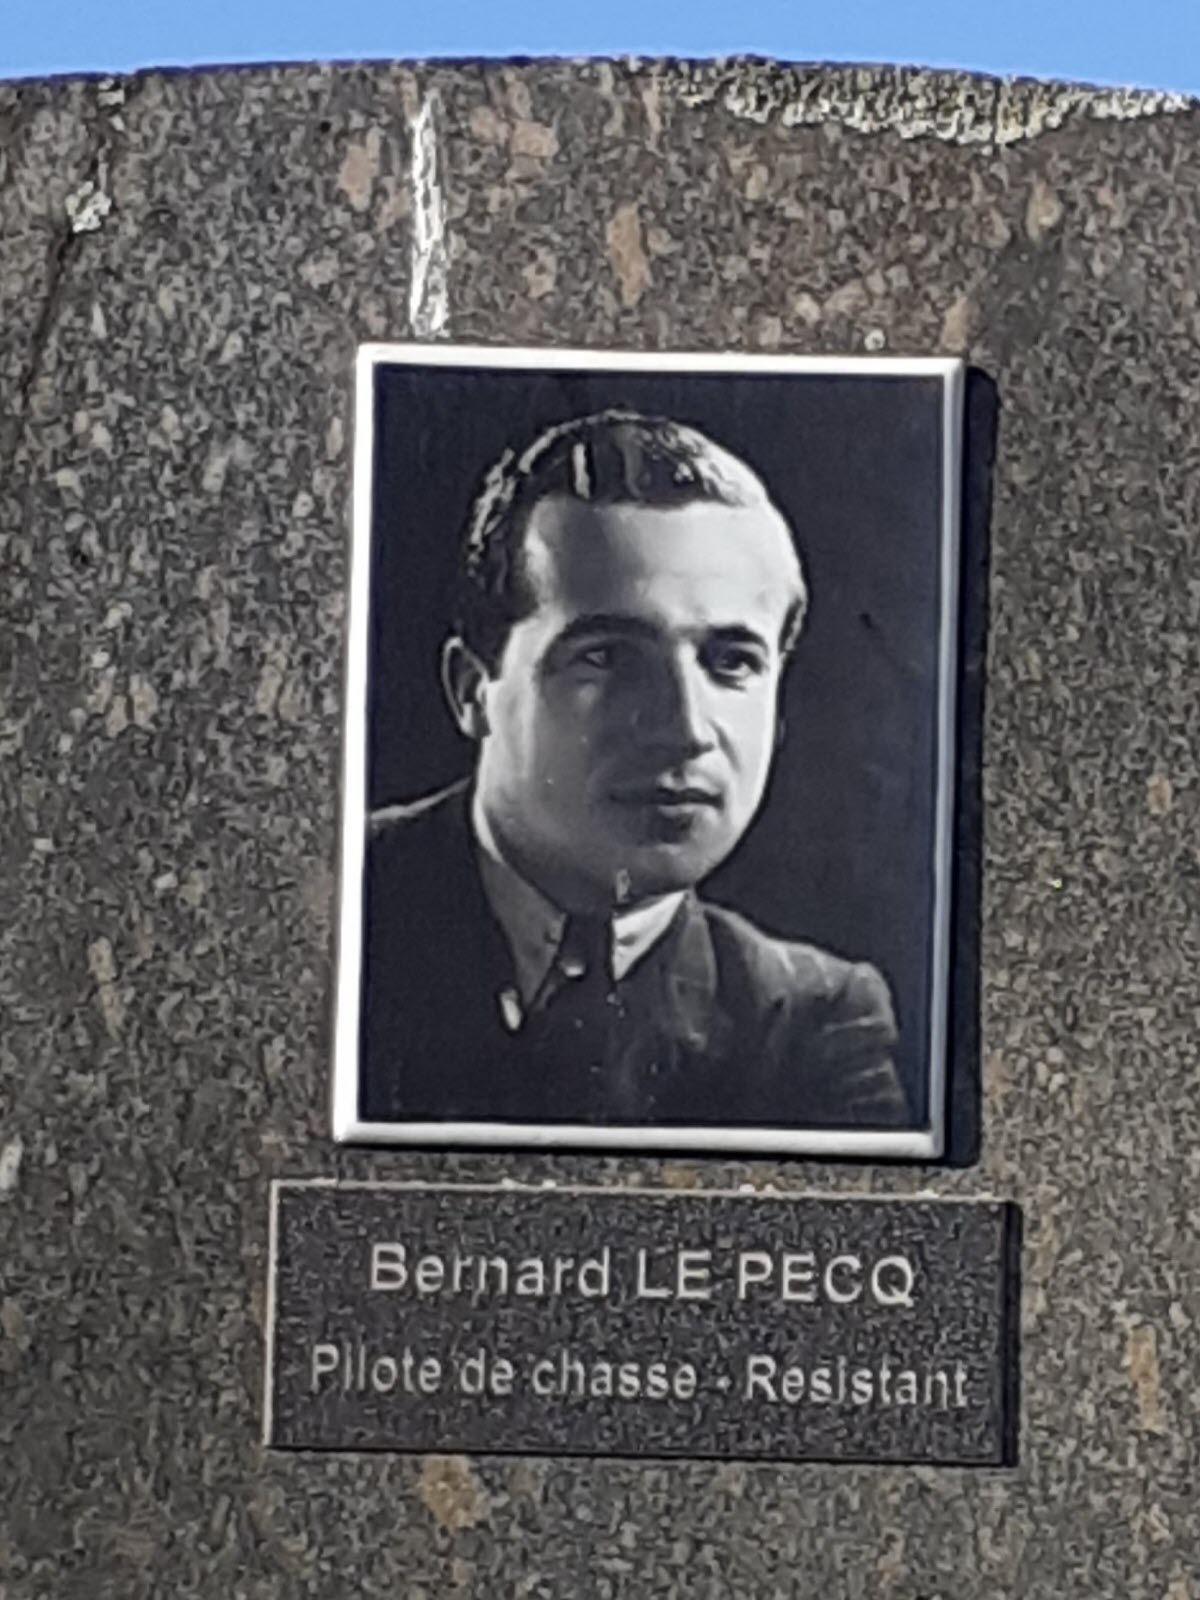 Bernard LE PECQ
Pilote de chasse - Resistant